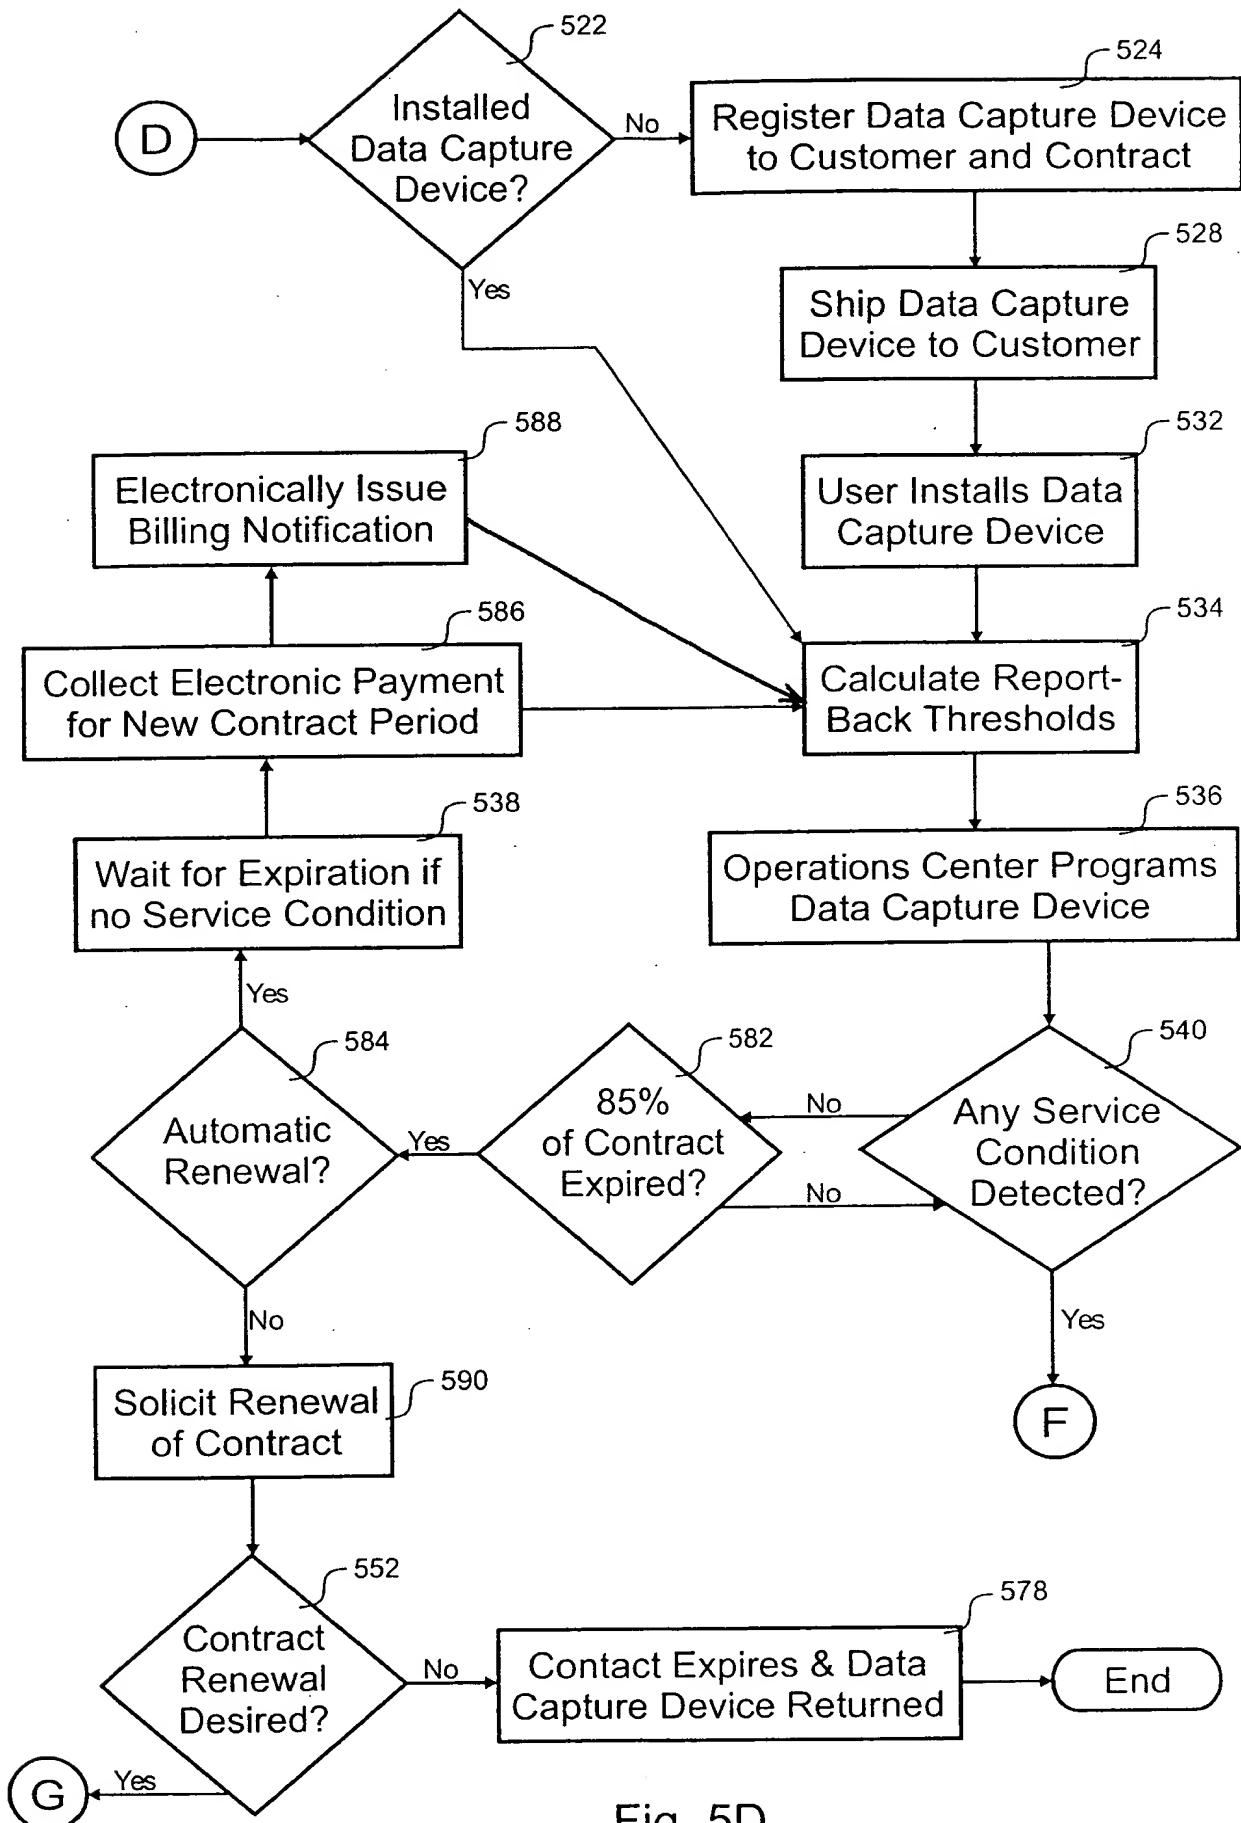 522
524
D
Installed
Data Capture
Device?
No
Register Data Capture Device
to Customer and Contract
Yes
528
Ship Data Capture
Device to Customer
588
Electronically Issue
Billing Notification
532
User Installs Data
Capture Device
586
Collect Electronic Payment
for New Contract Period
534
Calculate Report-
Back Thresholds
538
Wait for Expiration if
no Service Condition
536
Operations Center Programs
Data Capture Device
Yes
584
Automatic
Renewal?
Yes
582
85%
of Contract
Expired?
No
No
540
Any Service
Condition
Detected?
No
Yes
590
Solicit Renewal
of Contract
F
552
Contract
Renewal
Desired?
No
578
Contact Expires & Data
Capture Device Returned
End
Yes
G
Fig. 5D